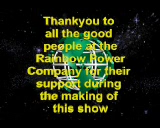 Thankyou to
all the good
people at the
Rainbow Power
Company for their
support during
the making of
this show